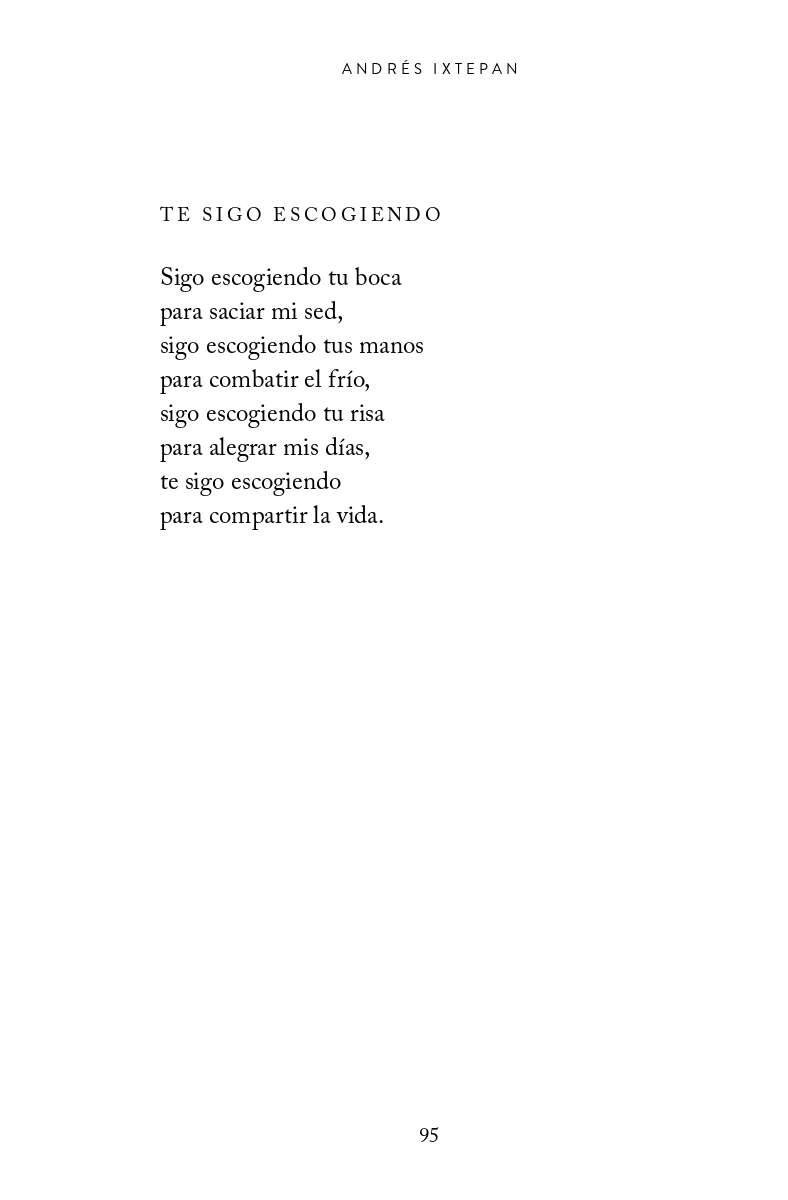 ANDRÉS IXTEPAN
TE SIGO ESCOGIENDO
Sigo escogiendo tu boca
para saciar mi sed,
sigo escogiendo tus manos
para combatir el frío,
sigo escogiendo tu risa
para alegrar mis días,
te sigo escogiendo
para compartir la vida.
95